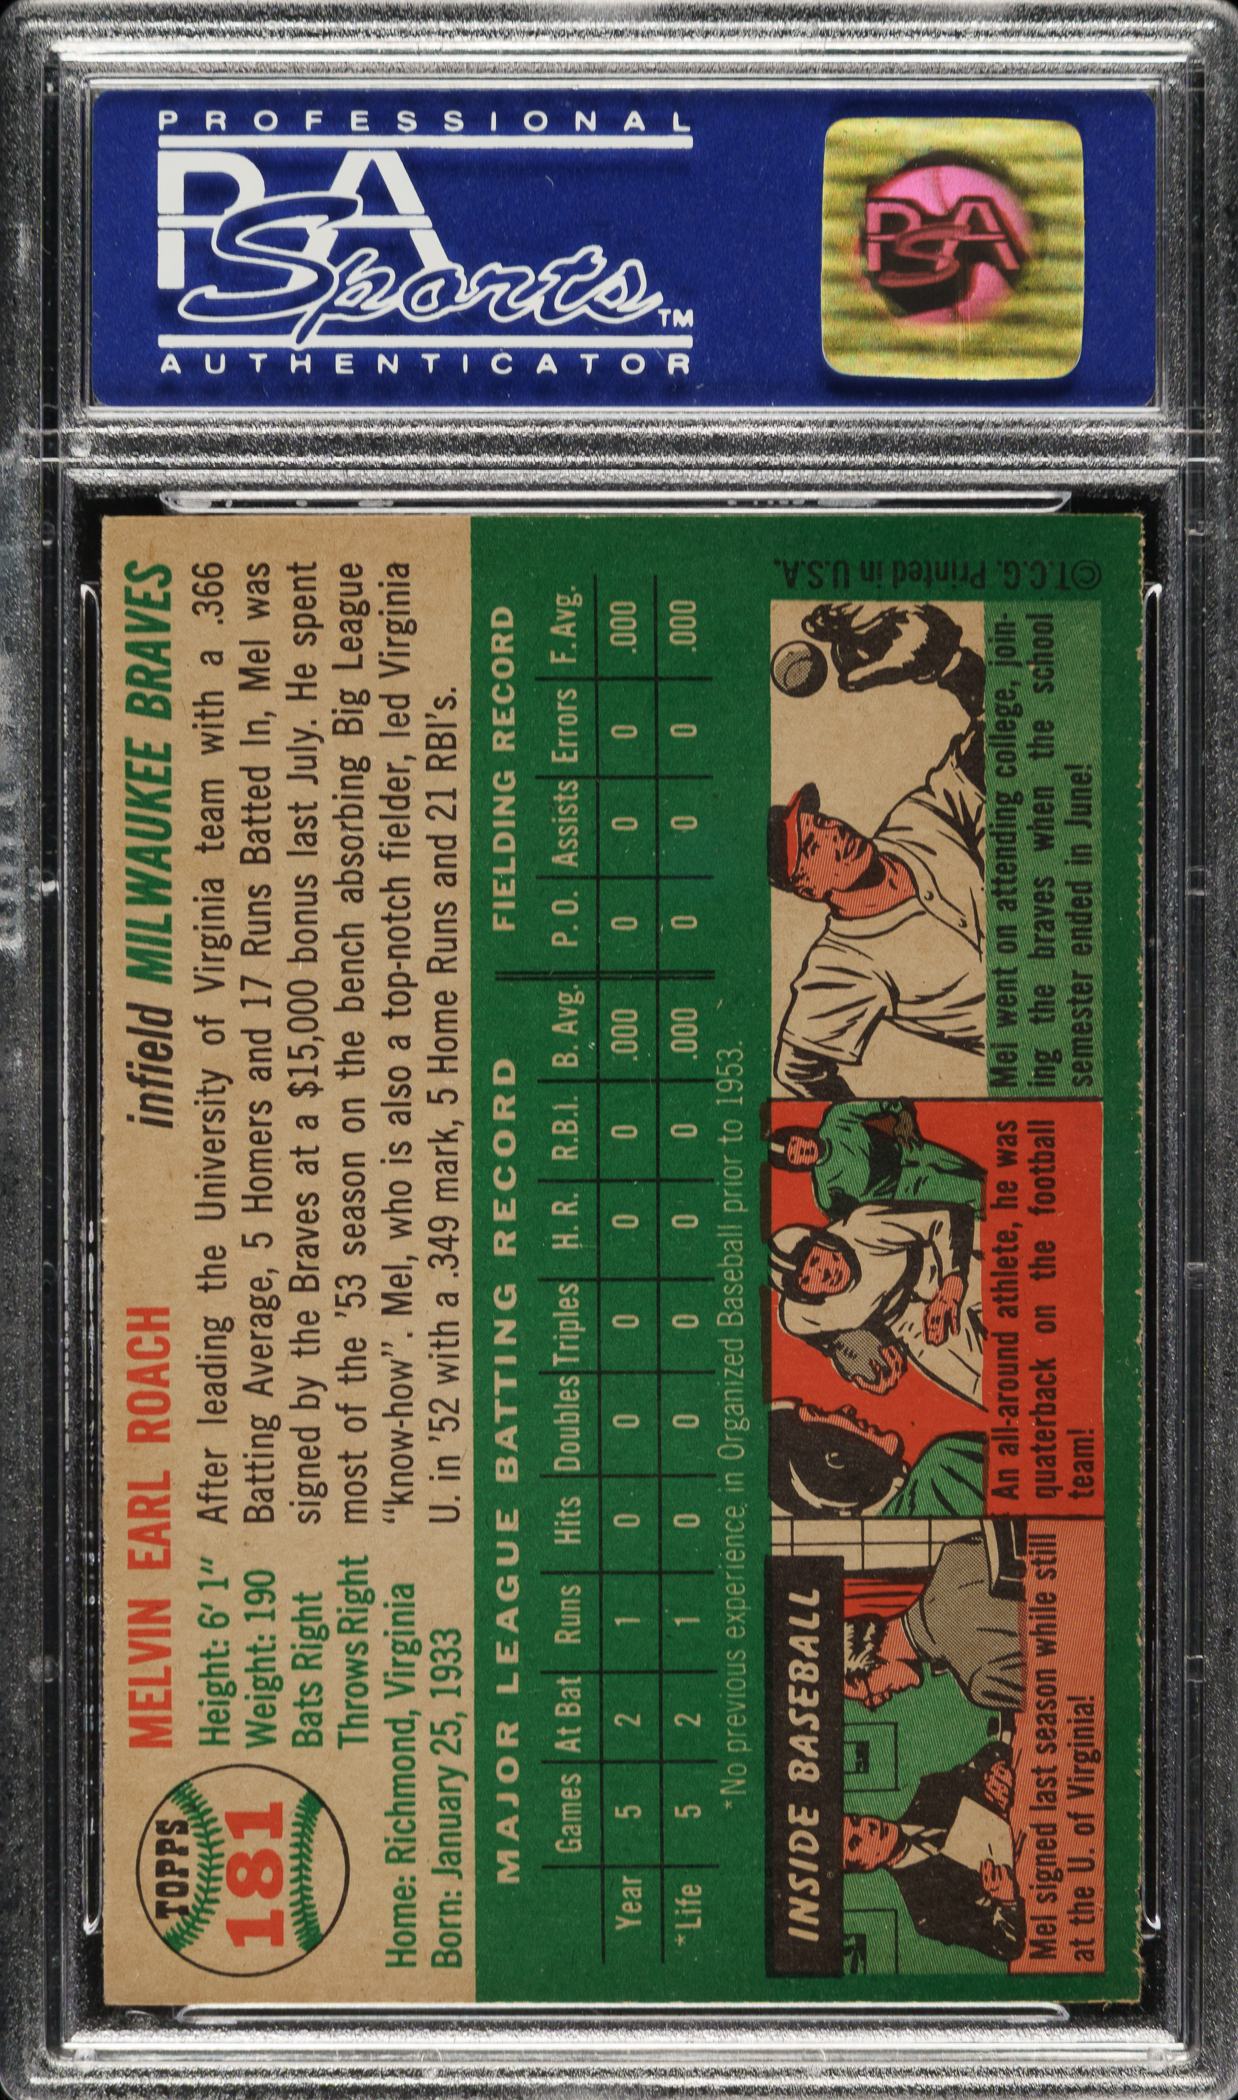 PROFESSIONAL
PSA
Sports™
AUTHENTICATOR
PSA
TOPPS
181
MELVIN EARL ROACH
infield MILWAUKEE BRAVES
Height: 6' 1"
Weight: 190
Bats Right
Throws Right
Home: Richmond, Virginia
Born: January 25, 1933
After leading the University of Virginia team with a .366
Batting Average, 5 Homers and 17 Runs Batted In, Mel was
signed by the Braves at a $15,000 bonus last July. He spent
most of the '53 season on the bench absorbing Big League
“know-how”. Mel, who is also a top-notch fielder, led Virginia
U. in '52 with a .349 mark, 5 Home Runs and 21 RBI's.
MAJOR LEAGUE BATTING RECORD FIELDING RECORD
Games At Bat Runs Hits Doubles Triples H. R. R.B.I. B. Avg. P. O. Assists Errors F. Avg.
Year 5 2 1 0 0 0 0 0 .000 0 0 0 .000
*Life 5 2 1 0 0 0 0 0 .000 0 0 0 .000
*No previous experience in Organized Baseball prior to 1953.
INSIDE BASEBALL
Mel signed last season while still
at the U. of Virginia!
An all-around athlete, he was
quaterback on the football
team!
Mel went on attending college, join-
ing the braves when the school
semester ended in June!
©T.C.G. Printed in U.S.A.